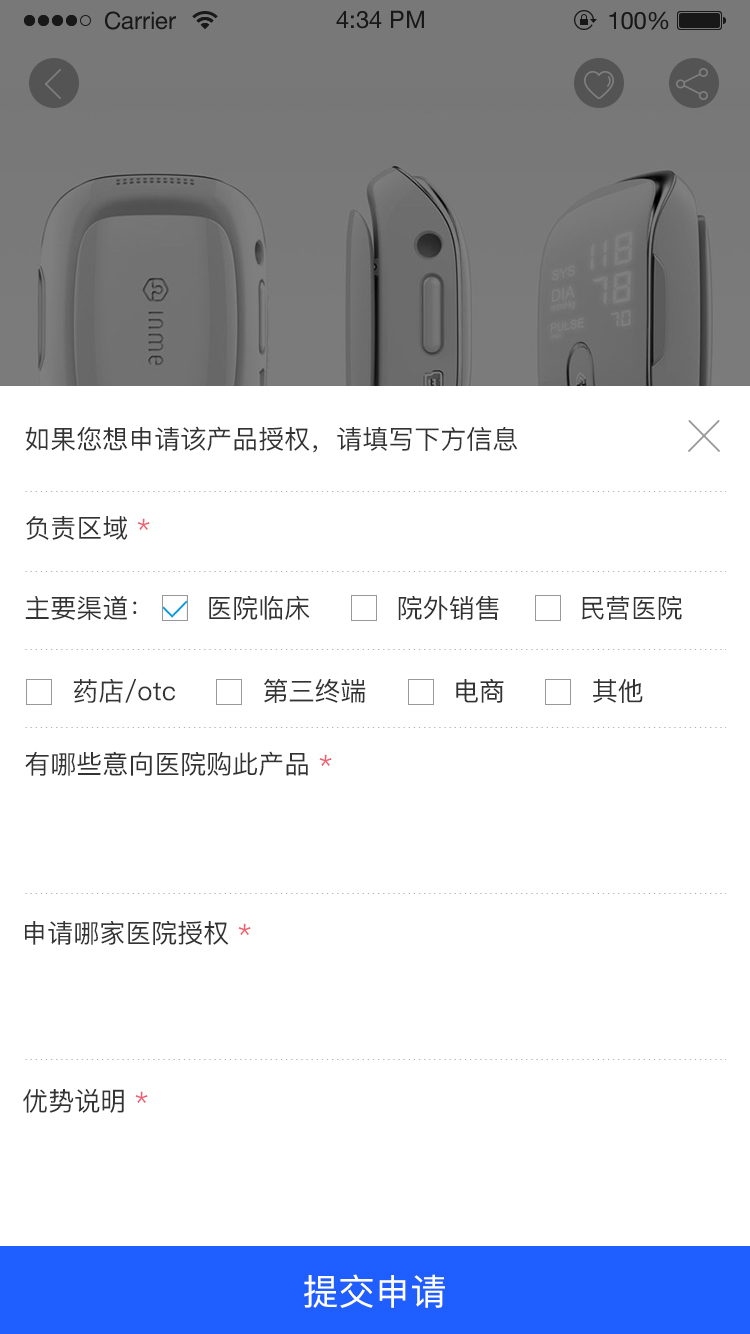 Carrier 4:34 PM 100%
Inme
SYS 118
DIA 78
PULSE 70
如果您想申请该产品授权，请填写下方信息
负责区域 *
主要渠道： 医院临床 院外销售 民营医院
药店/otc 第三终端 电商 其他
有哪些意向医院购此产品 *
申请哪家医院授权 *
优势说明 *
提交申请